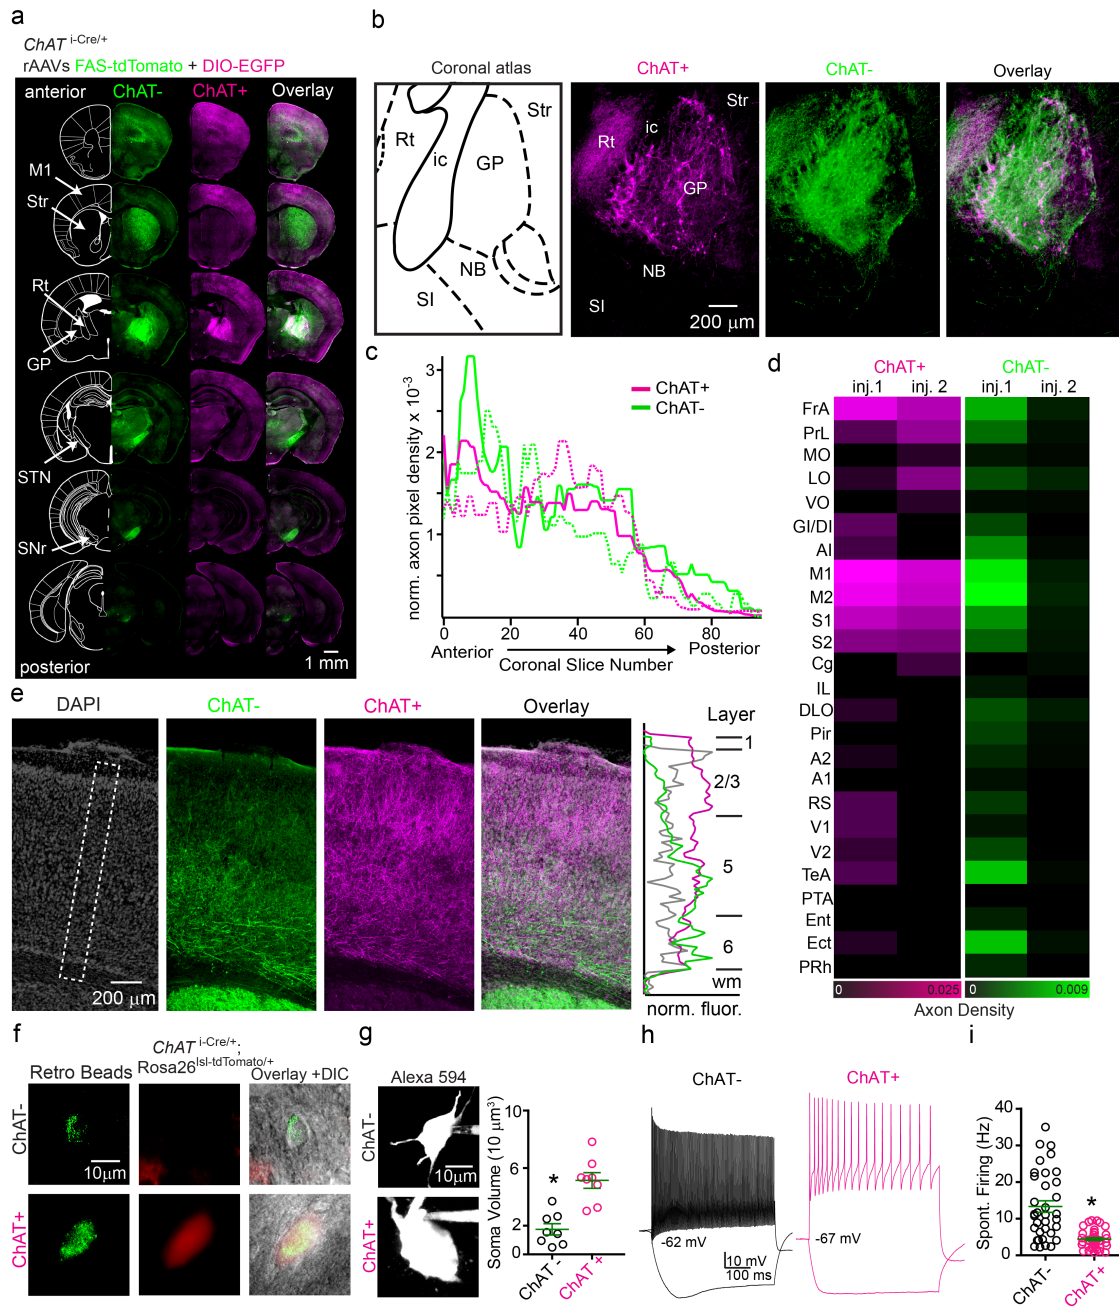 a
ChAT i-Cre/+
rAAVs FAS-tdTomato + DIO-EGFP
anterior ChAT- ChAT+ Overlay
M1
Str
Rt
GP
STN
SNr
posterior
1 mm
b
Coronal atlas ChAT+ ChAT- Overlay
Rt ic GP Str NB SI
Rt ic GP Str NB SI
200 µm
c
norm. axon pixel density x 10-3
3
2
1
ChAT+
ChAT-
0 20 40 60 80
Anterior Coronal Slice Number Posterior
d
ChAT+ ChAT-
inj.1 inj. 2 inj.1 inj. 2
FrA
PrL
MO
LO
VO
GI/DI
AI
M1
M2
S1
S2
Cg
IL
DLO
Pir
A2
A1
RS
V1
V2
TeA
PTA
Ent
Ect
PRh
0 0.025 0 0.009
Axon Density
e
DAPI ChAT- ChAT+ Overlay
200 µm
Layer
1
2/3
5
6
wm
norm. fluor.
f
ChAT i-Cre/+;
Retro Beads Rosa26 lsl-tdTomato/+ Overlay +DIC
ChAT-
10µm
ChAT+
g
Alexa 594
ChAT-
10µm
ChAT+
Soma Volume (10 µm3)
10
6
2
0
*
ChAT- ChAT+
h
ChAT- ChAT+
-62 mV -67 mV
10 mV
100 ms
i
Spont. Firing (Hz)
40
30
20
10
0
*
ChAT- ChAT+